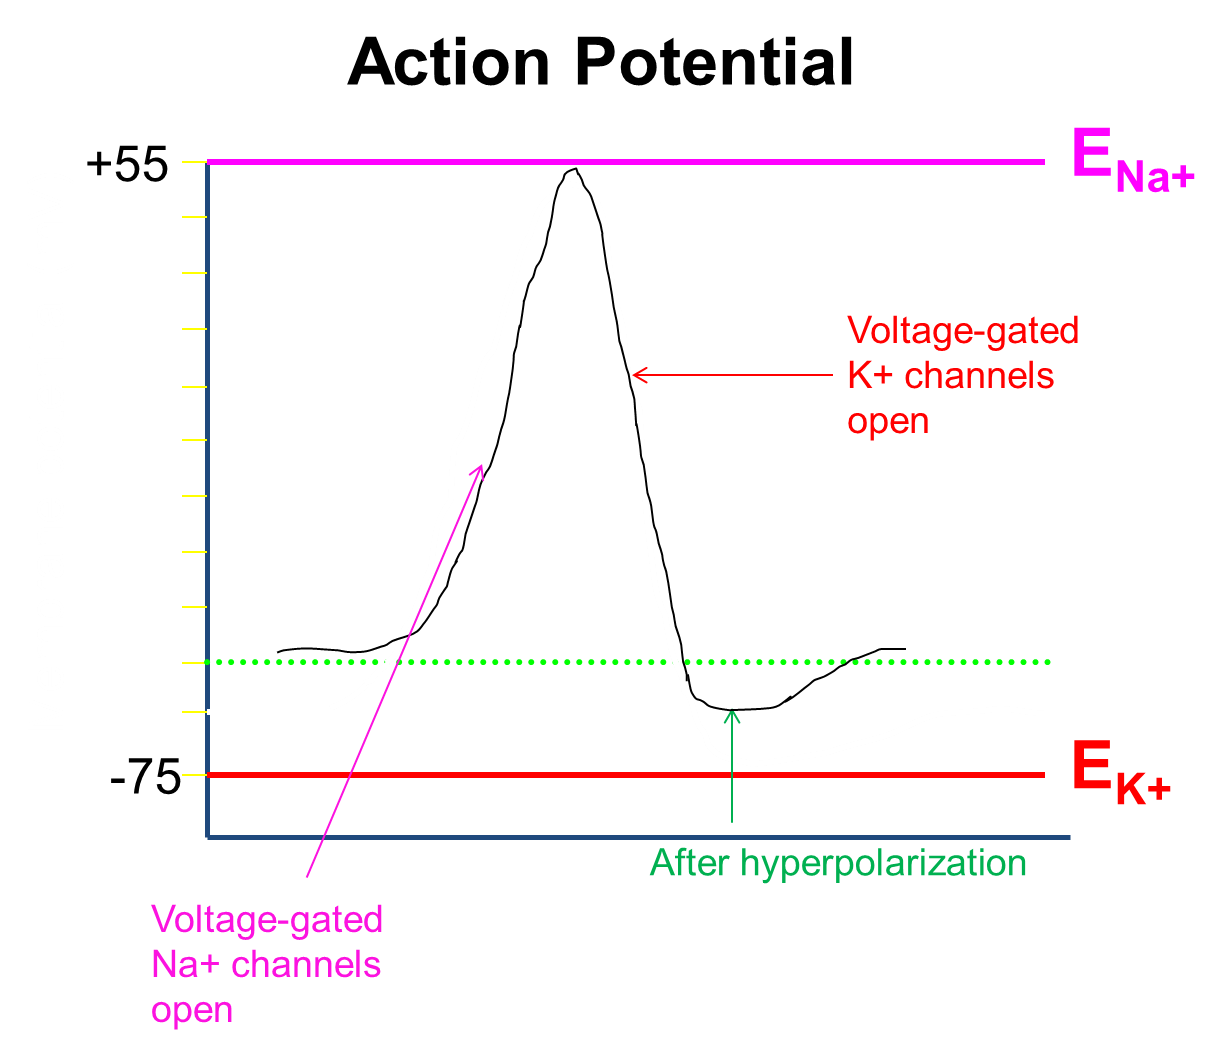 Action Potential
+55
ENa+
Voltage-gated
K+ channels
open
-75
EK+
After hyperpolarization
Voltage-gated
Na+ channels
open